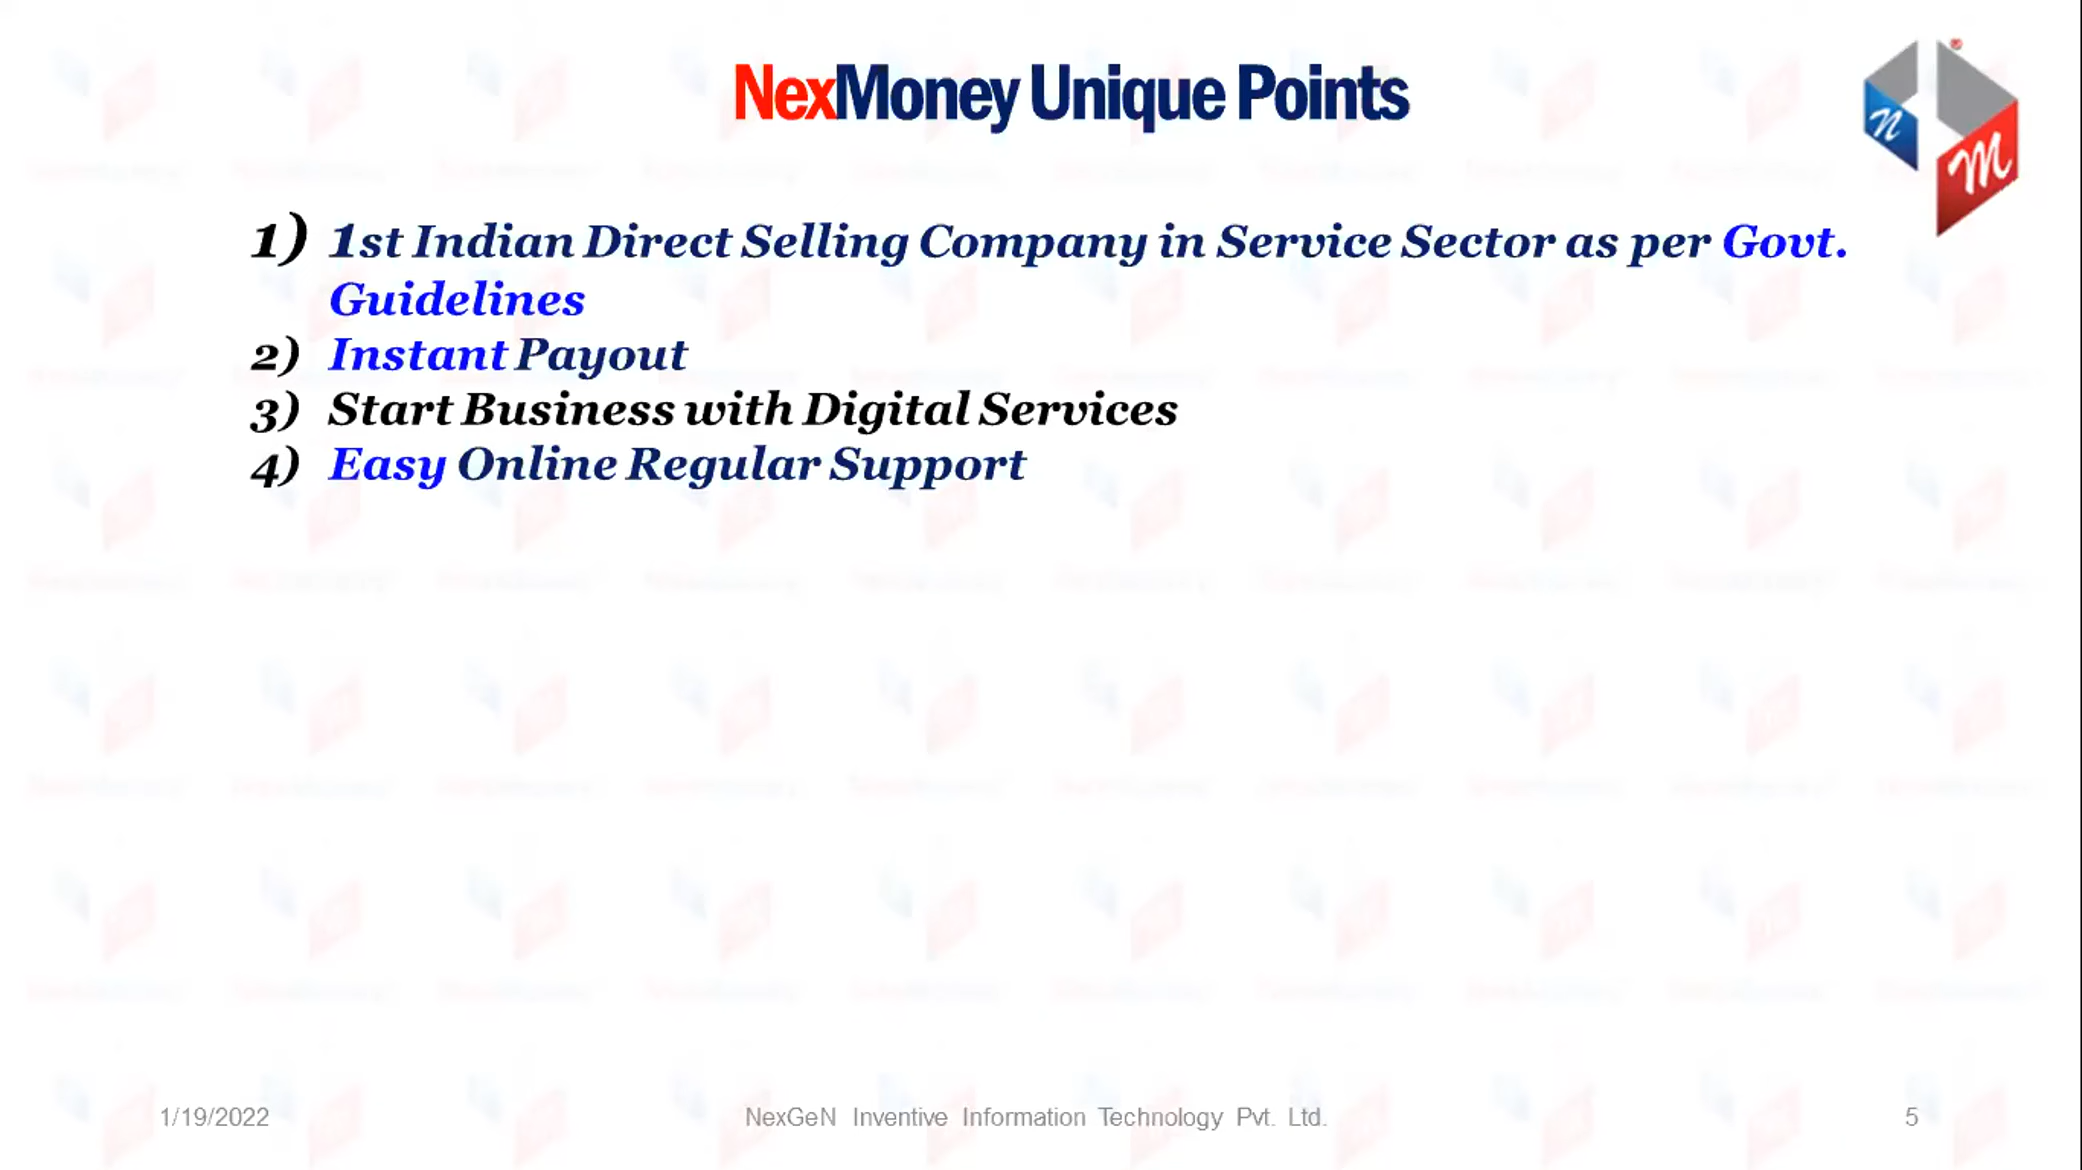 NexMoney Unique Points
n
M
1) 1st Indian Direct Selling Company in Service Sector as per Govt.
Guidelines
2) Instant Payout
3) Start Business with Digital Services
4) Easy Online Regular Support
1/19/2022
NexGeN Inventive Information Technology Pvt. Ltd.
5